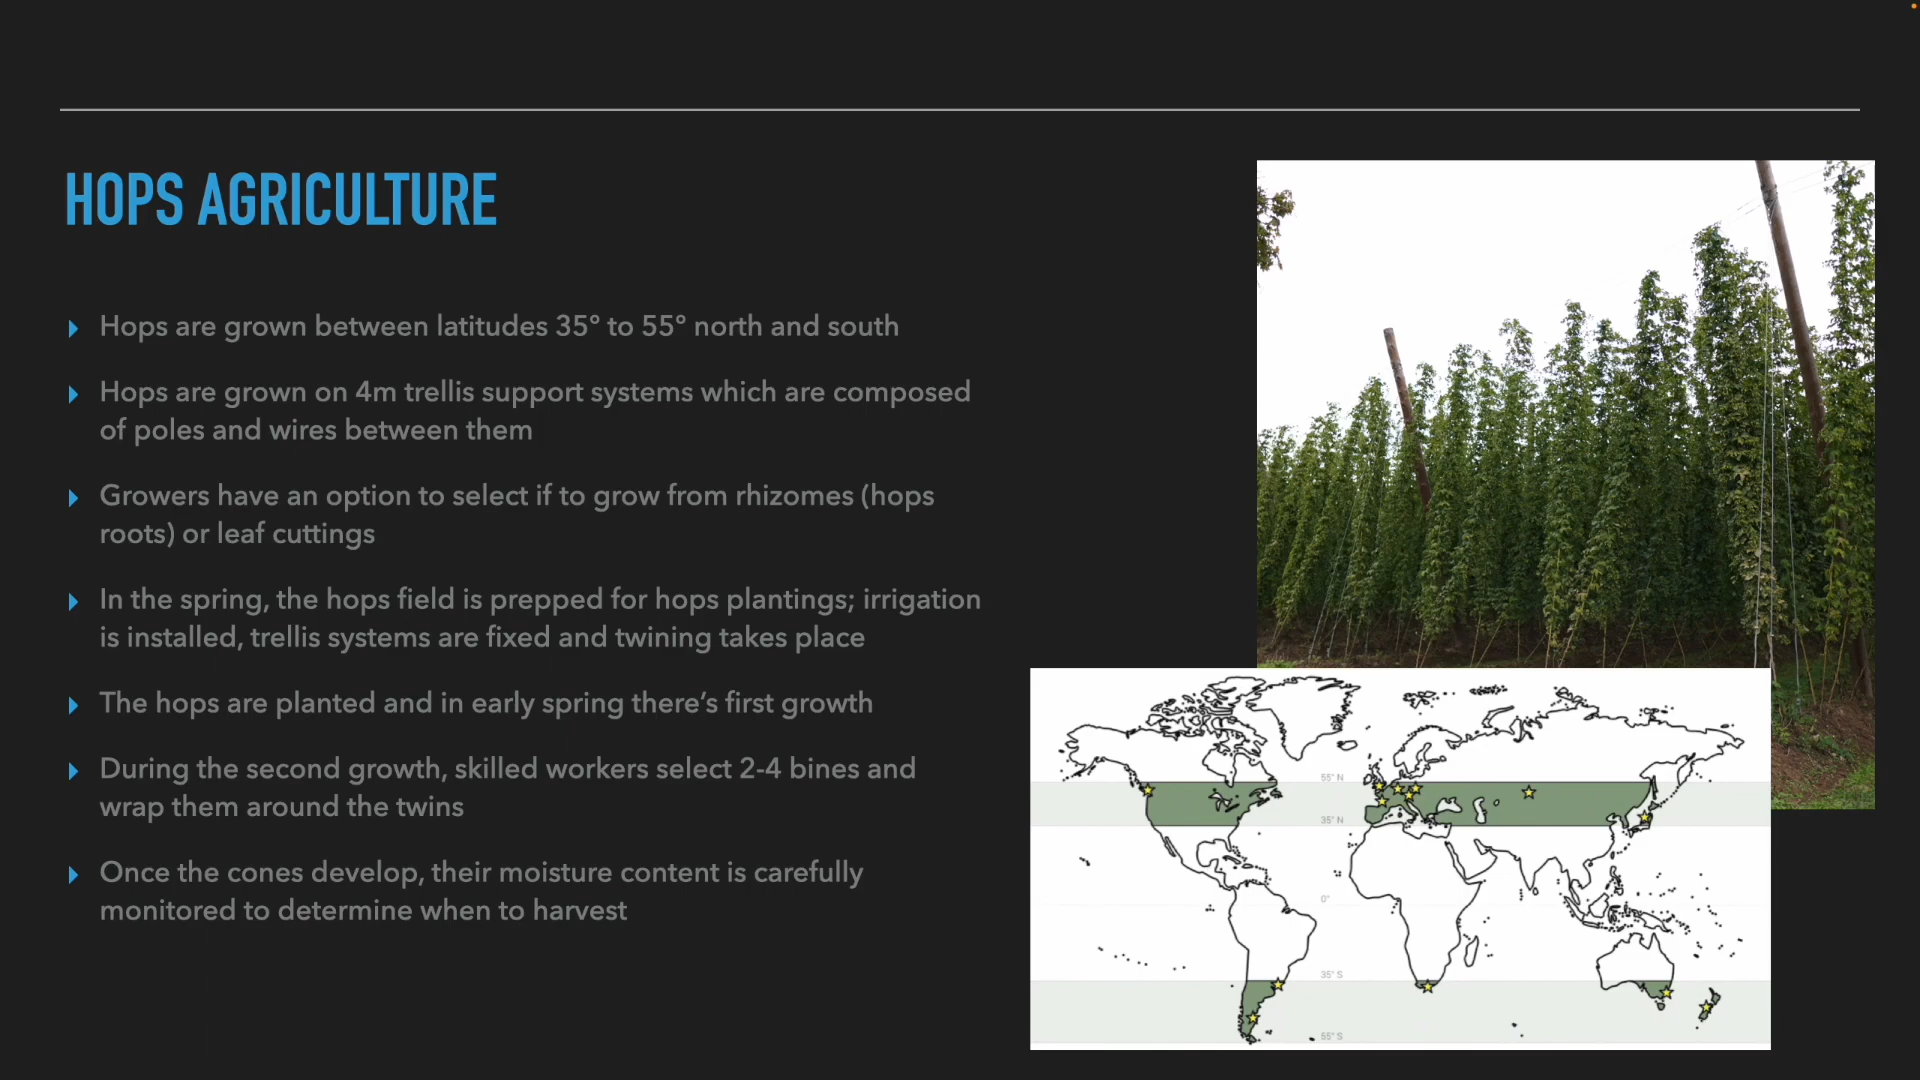 HOPS AGRICULTURE
Hops are grown between latitudes 35° to 55° north and south
Hops are grown on 4m trellis support systems which are composed
of poles and wires between them
Growers have an option to select if to grow from rhizomes (hops
roots) or leaf cuttings
In the spring, the hops field is prepped for hops plantings; irrigation
is installed, trellis systems are fixed and twining takes place
The hops are planted and in early spring there’s first growth
During the second growth, skilled workers select 2-4 bines and
wrap them around the twins
Once the cones develop, their moisture content is carefully
monitored to determine when to harvest
55° N
35° N
0°
35° S
55° S